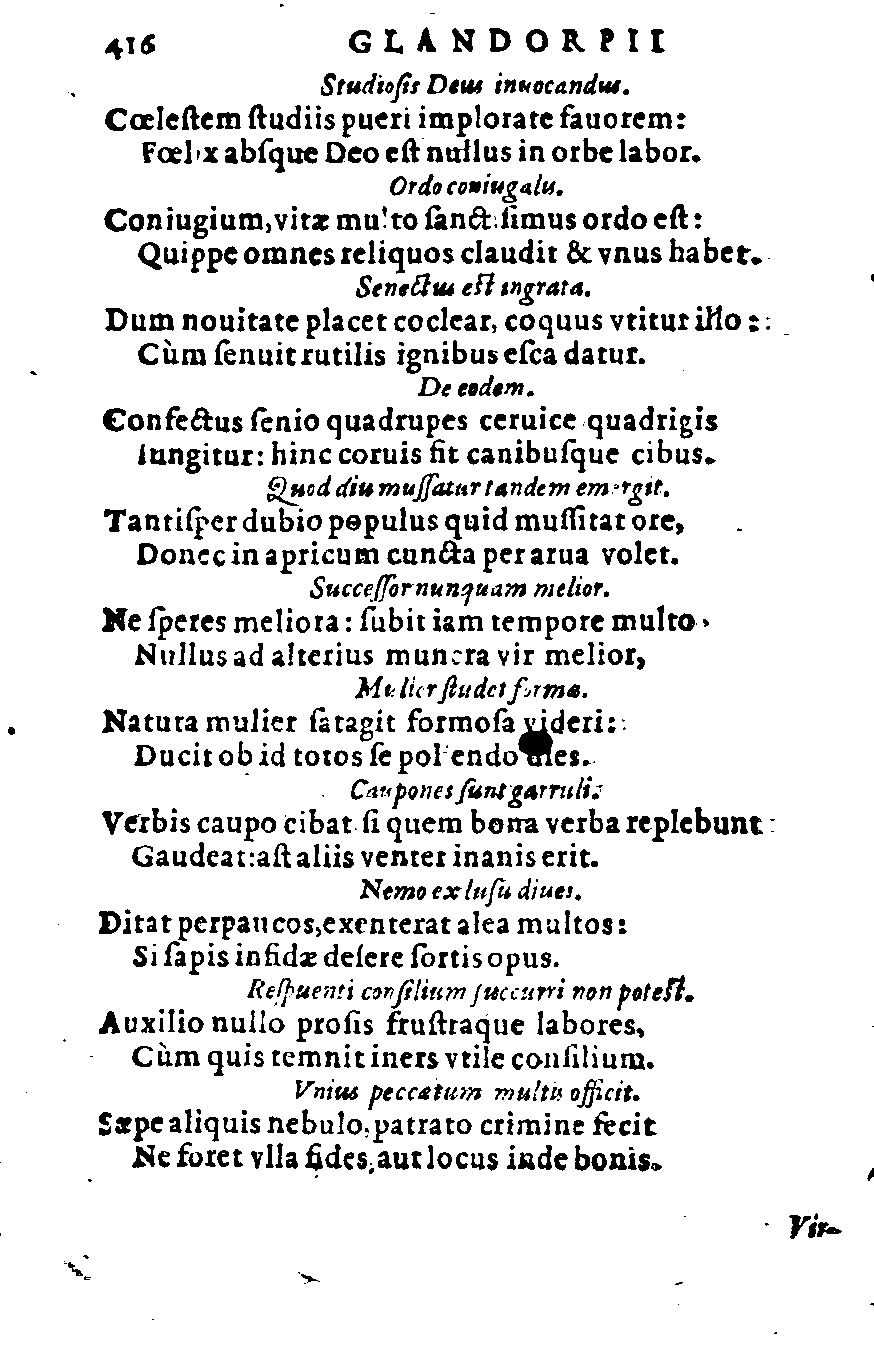 416 GLANDORPII
Studiosis Deus inuocandus.
Cœlestem studiis pueri implorate fauorem:
Fœlix absque Deo est nullus in orbe labor.
Ordo coniugalis.
Coniugium, vitæ multo sanctissimus ordo est:
Quippe omnes reliquos claudit & vnus habet.
Senectus est ingrata.
Dum nouitate placet coclear, coquus vtitur illo:
Cùm senuit rutilis ignibus esca datur.
De eodem.
Confectus senio quadrupes ceruice quadrigis
Iungitur: hinc coruis fit canibusque cibus.
Quod diu mussatur tandem emergit.
Tantisper dubio populus quid mussitat ore,
Donec in apricum cuncta per arua volet.
Successor nunquam melior.
Ne speres meliora: subit iam tempore multo
Nullus ad alterius munera vir melior,
Mulier studet formæ.
Natura mulier satagit formosa videri:
Ducit ob id totos se poliendo dies.
Caupones sunt garruli.
Verbis caupo cibat si quem bona verba replebunt:
Gaudeat: ast aliis venter inanis erit.
Nemo ex lusu diues.
Ditat perpaucos, exenterat alea multos:
Si sapis infidæ desere sortis opus.
Respuenti consilium succurri non potest.
Auxilio nullo prosis frustraque labores,
Cùm quis temnit iners vtile consilium.
Vnius peccatum multis officit.
Sæpe aliquis nebulo, patrato crimine fecit
Ne foret vlla fides, aut locus inde bonis.
Vir-